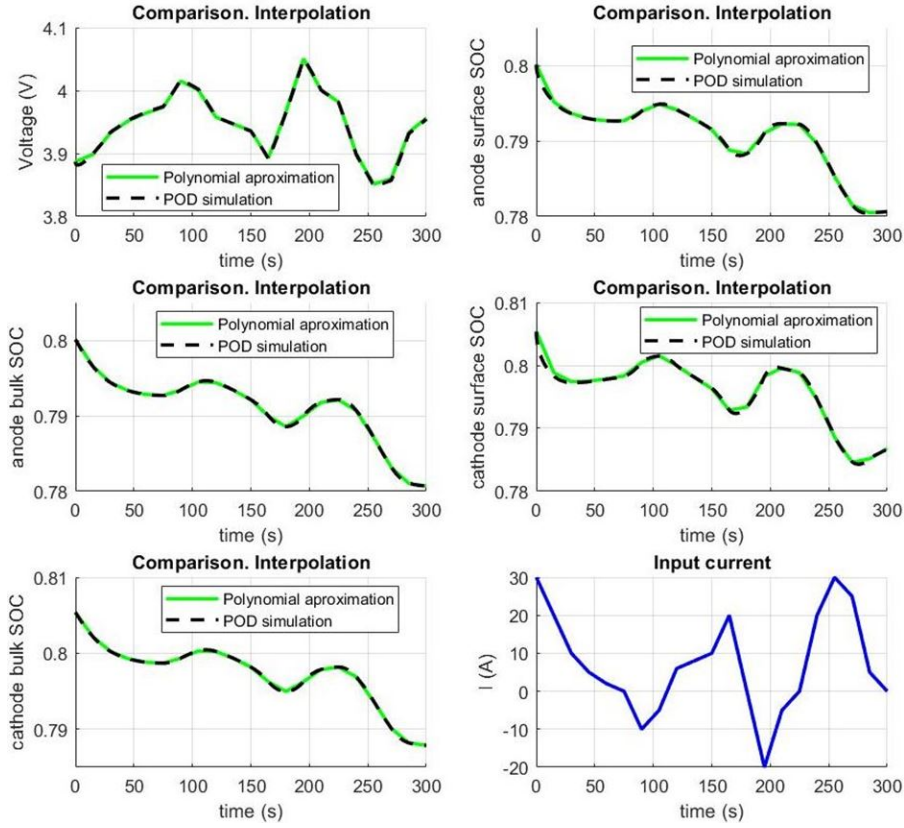 Comparison. Interpolation
4.1
4
3.9
3.8
Voltage (V)
Polynomial aproximation
POD simulation
0 50 100 150 200 250 300
time (s)
0.8
0.79
0.78
anode surface SOC
Polynomial aproximation
POD simulation
0 50 100 150 200 250 300
time (s)
Comparison. Interpolation
Comparison. Interpolation
0.8
0.79
0.78
anode bulk SOC
Polynomial aproximation
POD simulation
0 50 100 150 200 250 300
time (s)
Comparison. Interpolation
0.81
0.8
0.79
0.78
cathode surface SOC
Polynomial aproximation
POD simulation
0 50 100 150 200 250 300
time (s)
Comparison. Interpolation
0.81
0.8
0.79
cathode bulk SOC
Polynomial aproximation
POD simulation
0 50 100 150 200 250 300
time (s)
Input current
30
20
10
0
-10
-20
I (A)
0 50 100 150 200 250 300
time (s)